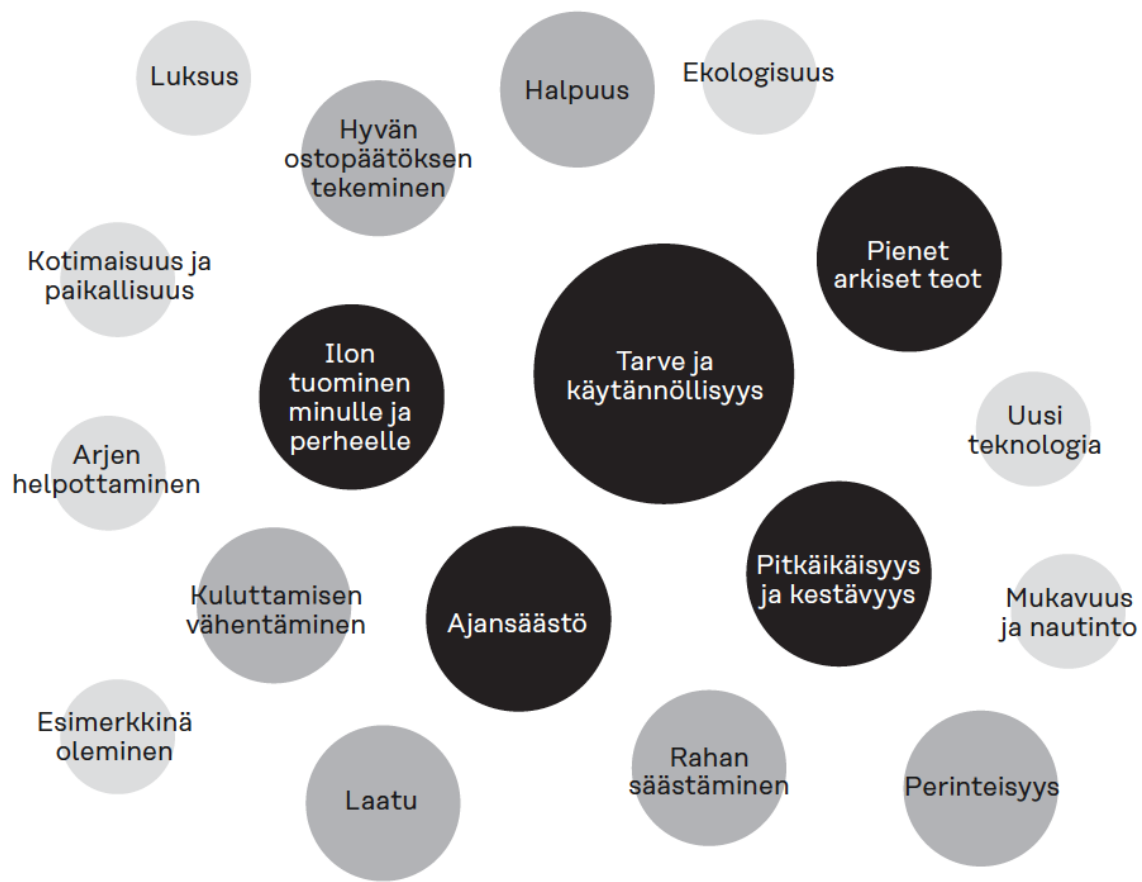 Luksus
Halpuus
Ekologisuus
Hyvän
ostopäätöksen
tekeminen
Pienet
arkiset teot
Kotimaisuus ja
paikallisuus
Ilon
tuominen
minulle ja
perheelle
Tarve ja
käytännöllisyys
Uusi
teknologia
Arjen
helpottaminen
Pitkäikäisyys
ja kestävyys
Kuluttamisen
vähentäminen
Ajansäästö
Mukavuus
ja nautinto
Esimerkkinä
oleminen
Laatu
Rahan
säästäminen
Perinteisyys